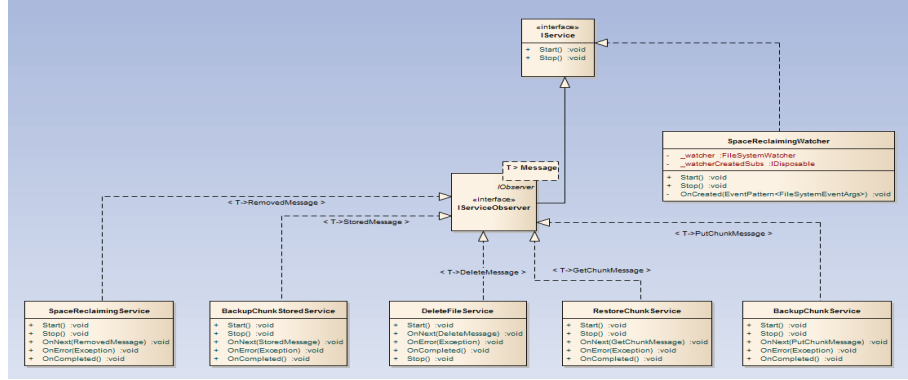 «interface»
IService
+ Start() :void
+ Stop() :void
SpaceReclaimingWatcher
- _watcher :FileSystemWatcher
- _watcherCreatedSubs :IDisposable
+ Start() :void
+ Stop() :void
- OnCreated(EventPattern<FileSystemEventArgs>) :void
T > Message
IObserver
«interface»
IServiceObserver
< T->RemovedMessage >
< T->StoredMessage >
< T->PutChunkMessage >
< T->DeleteMessage >
< T->GetChunkMessage >
SpaceReclaimingService
+ Start() :void
+ Stop() :void
+ OnNext(RemovedMessage) :void
+ OnError(Exception) :void
+ OnCompleted() :void
BackupChunkStoredService
+ Start() :void
+ Stop() :void
+ OnNext(StoredMessage) :void
+ OnError(Exception) :void
+ OnCompleted() :void
DeleteFileService
+ Start() :void
+ OnNext(DeleteMessage) :void
+ OnError(Exception) :void
+ OnCompleted() :void
+ Stop() :void
RestoreChunkService
+ Start() :void
+ Stop() :void
+ OnNext(GetChunkMessage) :void
+ OnError(Exception) :void
+ OnCompleted() :void
BackupChunkService
+ Start() :void
+ Stop() :void
+ OnNext(PutChunkMessage) :void
+ OnError(Exception) :void
+ OnCompleted() :void